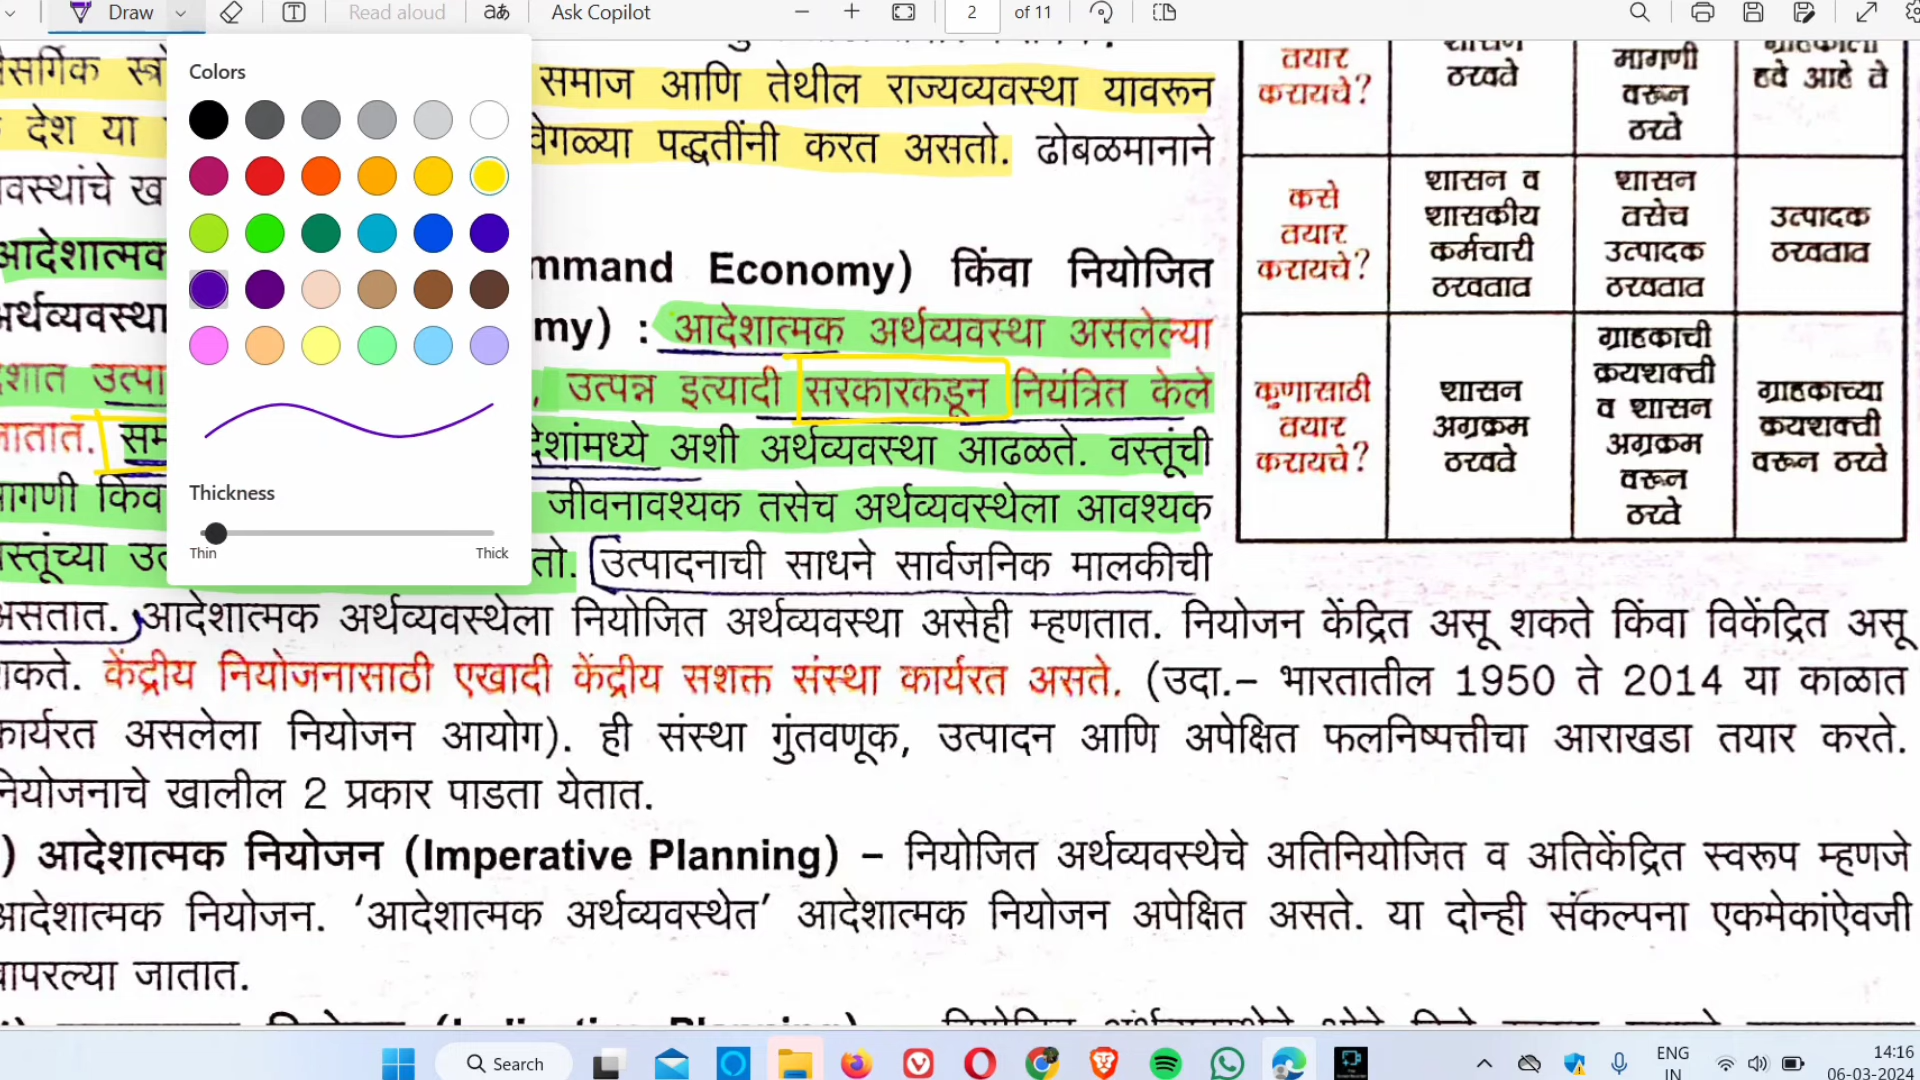 Draw
Read aloud
Ask Copilot
2
of 11
Colors
Thickness
Thin
Thick
समाज आणि तेथील राज्यव्यवस्था यावरून
देश या
वेगळ्या पद्धतींनी करत असतो. ढोबळमानाने
आदेशात्मक
mmand Economy) किंवा नियोजित
अर्थव्यवस्था
my) : आदेशात्मक अर्थव्यवस्था असलेल्या
, उत्पन्न इत्यादी सरकारकडून नियंत्रित केले
जातात. सम
देशांमध्ये अशी अर्थव्यवस्था आढळते. वस्तूंची
जीवनावश्यक तसेच अर्थव्यवस्थेला आवश्यक
तो. उत्पादनाची साधने सार्वजनिक मालकीची
असतात. आदेशात्मक अर्थव्यवस्थेला नियोजित अर्थव्यवस्था असेही म्हणतात. नियोजन केंद्रित असू शकते किंवा विकेंद्रित असू
शकते. केंद्रीय नियोजनासाठी एखादी केंद्रीय सशक्त संस्था कार्यरत असते. (उदा.– भारतातील 1950 ते 2014 या काळात
कार्यरत असलेला नियोजन आयोग). ही संस्था गुंतवणूक, उत्पादन आणि अपेक्षित फलनिष्पत्तीचा आराखडा तयार करते.
नियोजनाचे खालील 2 प्रकार पाडता येतात.
) आदेशात्मक नियोजन (Imperative Planning) – नियोजित अर्थव्यवस्थेचे अतिनियोजित व अतिकेंद्रित स्वरूप म्हणजे
आदेशात्मक नियोजन. ‘आदेशात्मक अर्थव्यवस्थेत’ आदेशात्मक नियोजन अपेक्षित असते. या दोन्ही संकल्पना एकमेकांऐवजी
वापरल्या जातात.
तयार
करायचे?
ठरवते
मागणी
वरून
ठरते
हवे आहे ते
कसे
तयार
करायचे?
शासन व
शासकीय
कर्मचारी
ठरवतात
शासन
तसेच
उत्पादक
ठरवतात
उत्पादक
ठरवतात
कुणासाठी
तयार
करायचे?
शासन
अग्रक्रम
ठरवते
ग्राहकाची
क्रयशक्ती
व शासन
अग्रक्रम
वरून
ठरते
ग्राहकाच्या
क्रयशक्ती
वरून ठरते
Search
ENG
IN
14:16
06-03-2024